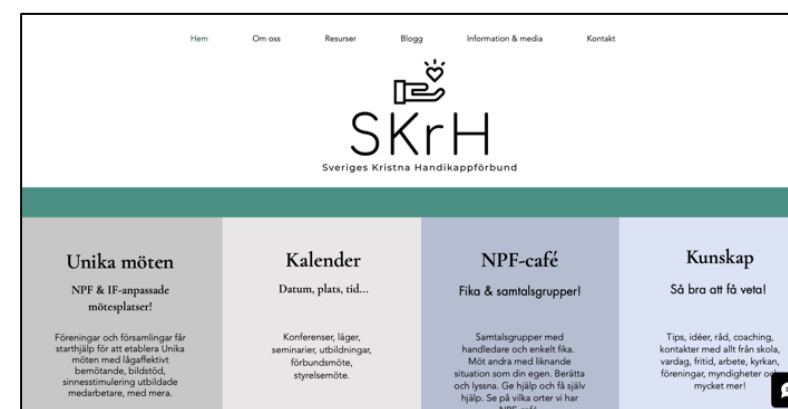 Hem Om oss Resurser Blogg Information & media Kontakt
SKrH
Sveriges Kristna Handikappförbund
Unika möten
NPF & IF-anpassade
mötesplatser!
Föreningar och församlingar får
starthjälp för att etablera Unika
möten med lågaffektivt
bemötande, bildstöd,
sinnesstimulering utbildade
medarbetare, med mera.
Kalender
Datum, plats, tid...
Konferenser, läger,
seminarier, utbildningar,
förbundsmöte,
styrelsemöte.
NPF-café
Fika & samtalsgrupper!
Samtalsgrupper med
handledare och enkelt fika.
Möt andra med liknande
situation som din egen. Berätta
och lyssna. Ge hjälp och få själv
hjälp. Se på vilka orter vi har
NPF-café
Kunskap
Så bra att få veta!
Tips, idéer, råd, coaching,
kontakter med allt från skola,
vardag, fritid, arbete, kyrkan,
föreningar, myndigheter
mycket mer!